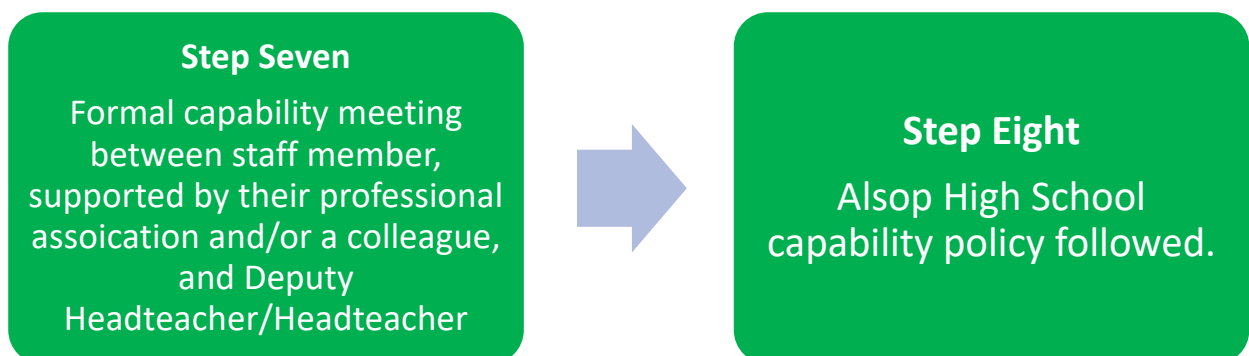 Step Seven
Formal capability meeting
between staff member,
supported by their professional
assoication and/or a colleague,
and Deputy
Headteacher/Headteacher
Step Eight
Alsop High School
capability policy followed.